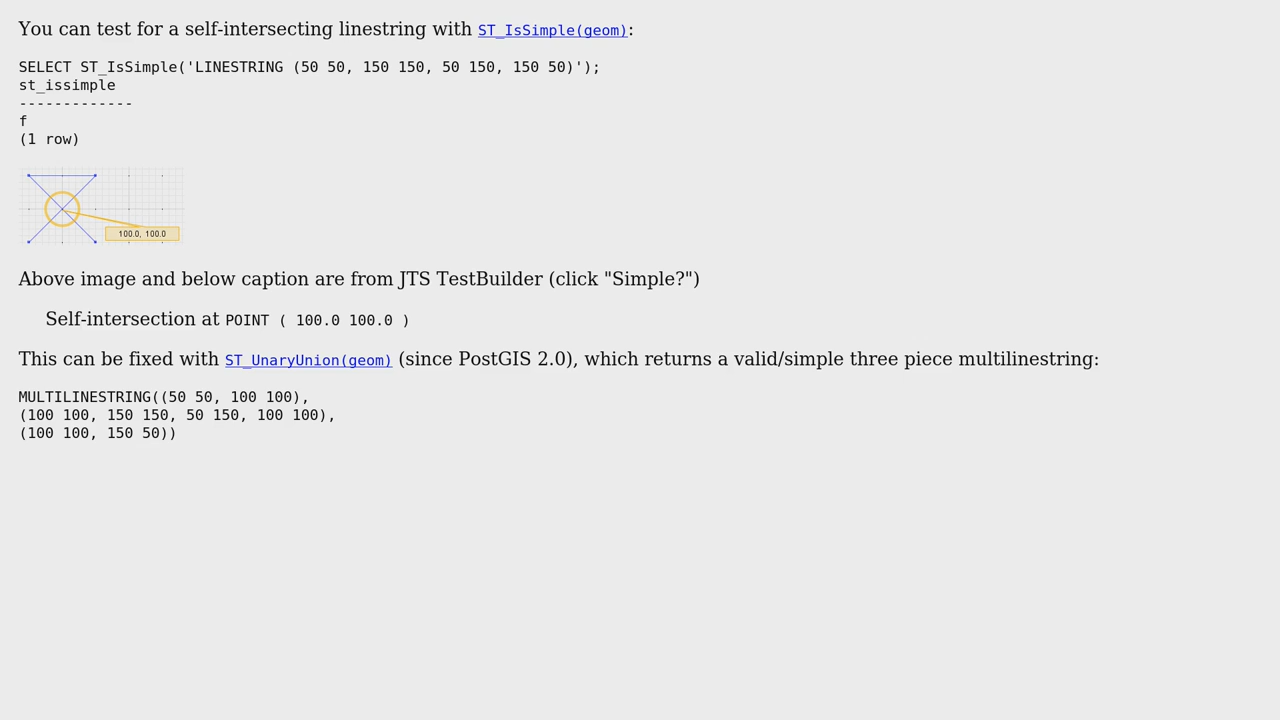 You can test for a self-intersecting linestring with ST_IsSimple(geom):
SELECT ST_IsSimple('LINESTRING (50 50, 150 150, 50 150, 150 50)');
st_issimple
-------------
f
(1 row)
100.0, 100.0
Above image and below caption are from JTS TestBuilder (click "Simple?")
Self-intersection at POINT ( 100.0 100.0 )
This can be fixed with ST_UnaryUnion(geom) (since PostGIS 2.0), which returns a valid/simple three piece multilinestring:
MULTILINESTRING((50 50, 100 100),
(100 100, 150 150, 50 150, 100 100),
(100 100, 150 50))